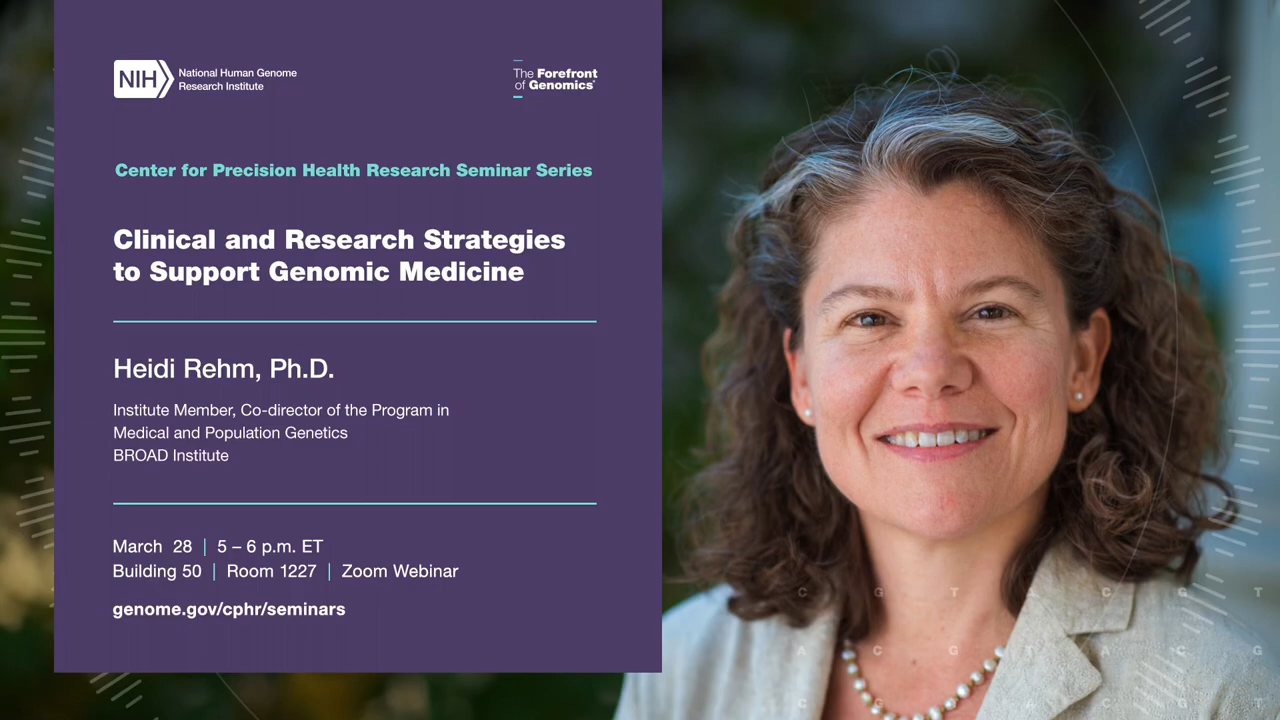 NIH
National Human Genome
Research Institute
The Forefront
of Genomics®
Center for Precision Health Research Seminar Series
Clinical and Research Strategies
to Support Genomic Medicine
Heidi Rehm, Ph.D.
Institute Member, Co-director of the Program in
Medical and Population Genetics
BROAD Institute
March 28 | 5 – 6 p.m. ET
Building 50 | Room 1227 | Zoom Webinar
genome.gov/cphr/seminars
C G T A C G T
A C G T A C G
C G T A C G T